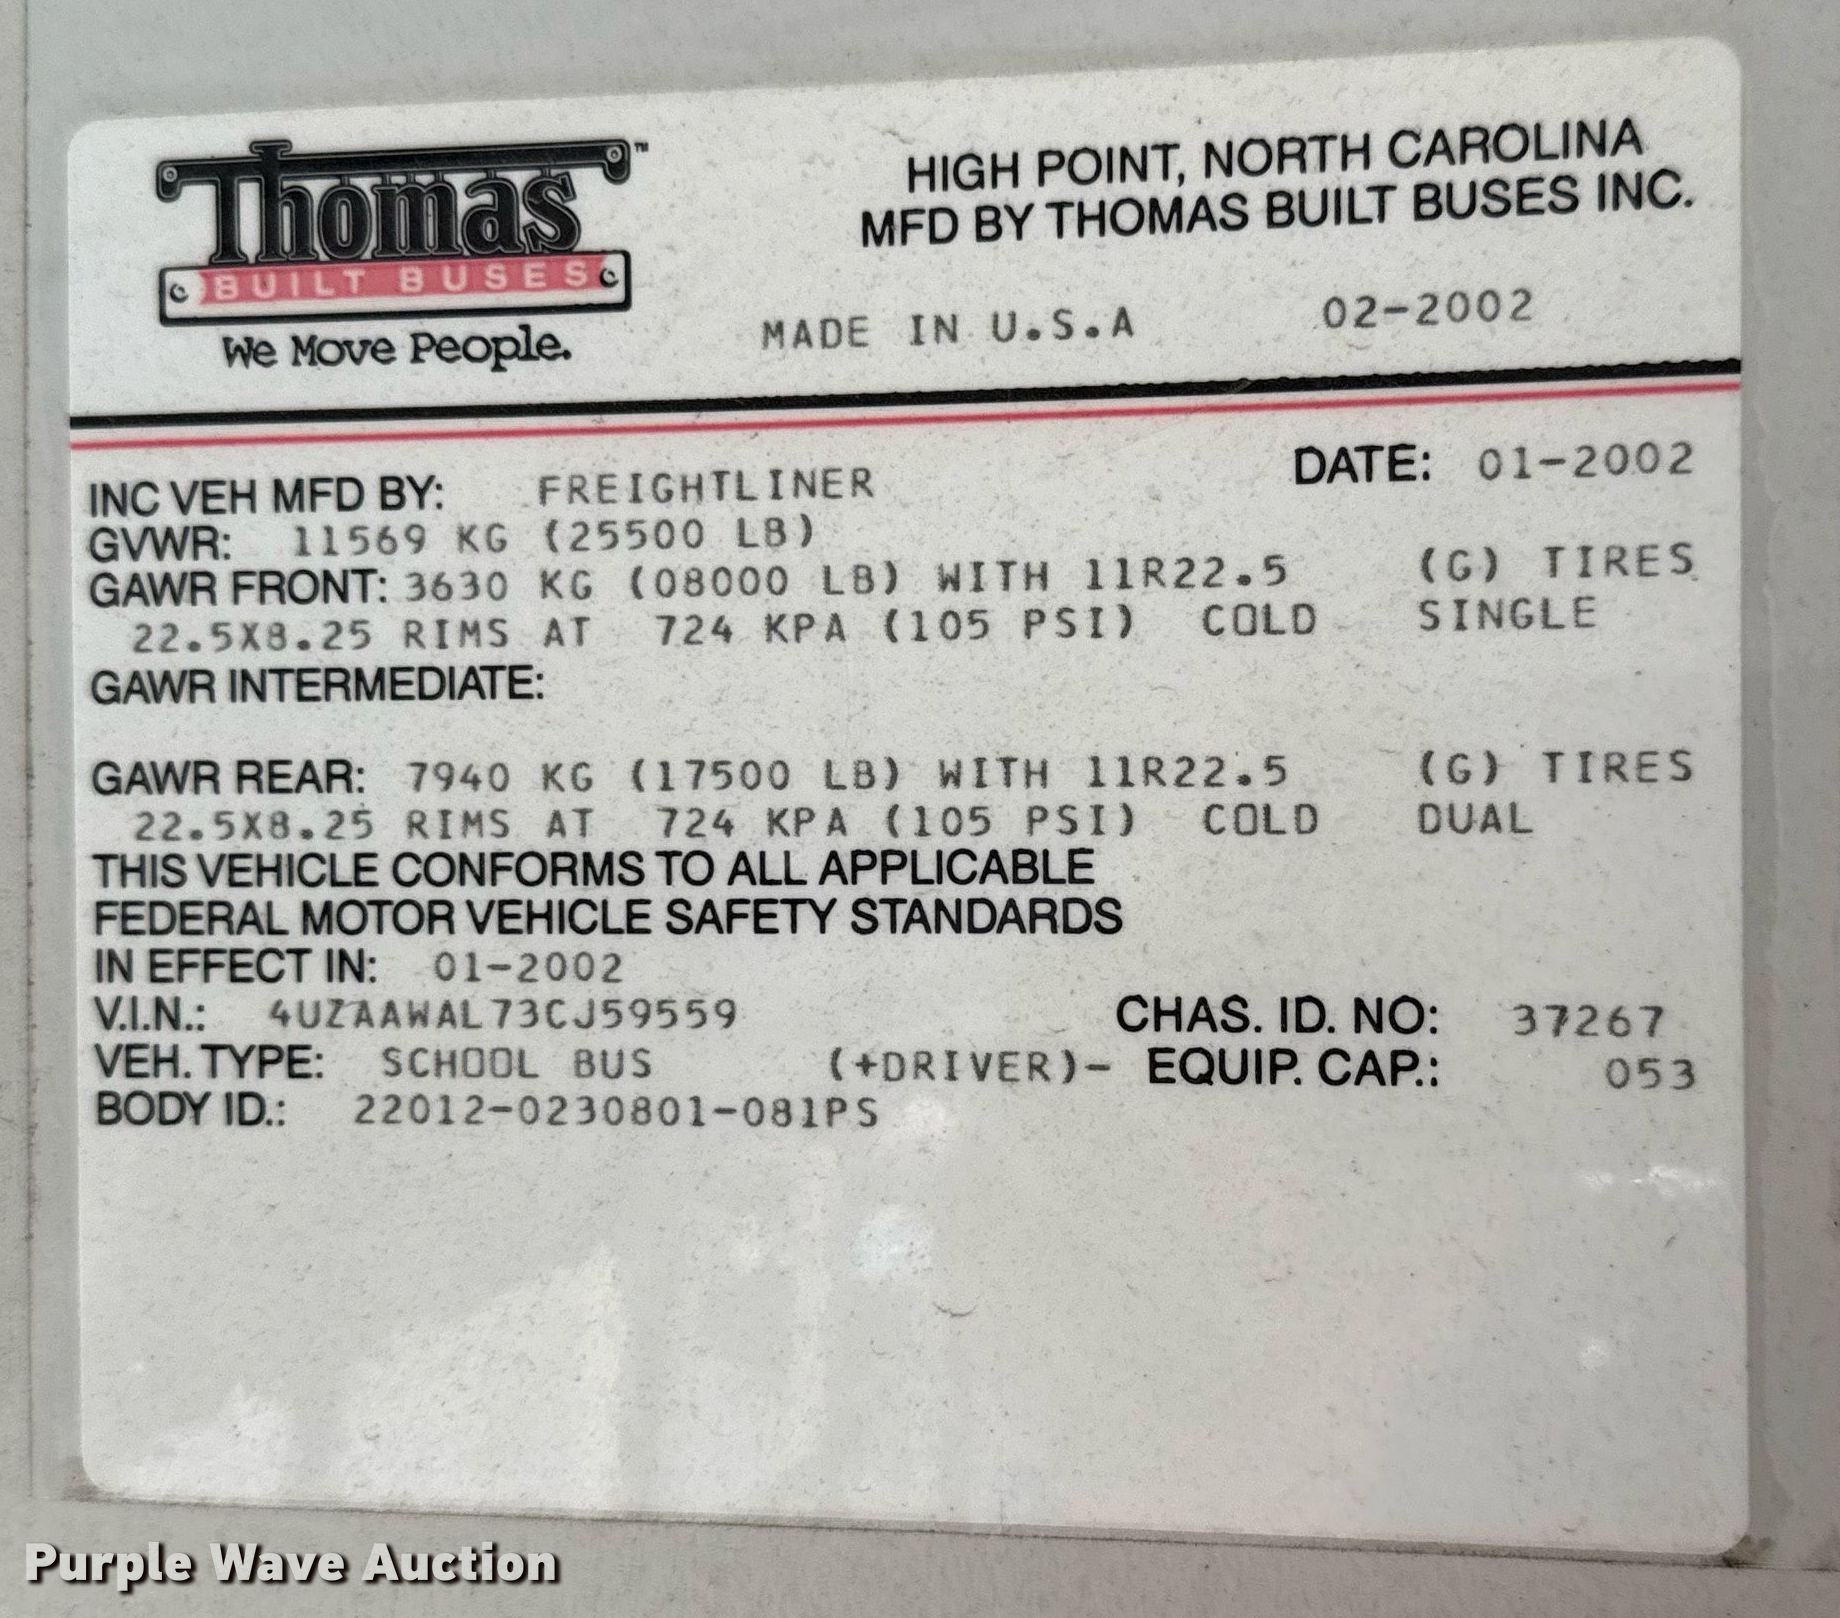 Thomas™
BUILT BUSES
We Move People.
HIGH POINT, NORTH CAROLINA
MFD BY THOMAS BUILT BUSES INC.
MADE IN U.S.A 02-2002
INC VEH MFD BY: FREIGHTLINER DATE: 01-2002
GVWR: 11569 KG (25500 LB)
GAWR FRONT: 3630 KG (08000 LB) WITH 11R22.5 (G) TIRES
22.5X8.25 RIMS AT 724 KPA (105 PSI) COLD SINGLE
GAWR INTERMEDIATE:
GAWR REAR: 7940 KG (17500 LB) WITH 11R22.5 (G) TIRES
22.5X8.25 RIMS AT 724 KPA (105 PSI) COLD DUAL
THIS VEHICLE CONFORMS TO ALL APPLICABLE
FEDERAL MOTOR VEHICLE SAFETY STANDARDS
IN EFFECT IN: 01-2002
V.I.N.: 4UZAAWAL73CJ59559 CHAS. ID. NO: 37267
VEH. TYPE: SCHOOL BUS (+DRIVER)- EQUIP. CAP.: 053
BODY ID.: 22012-0230801-081PS
Purple Wave Auction